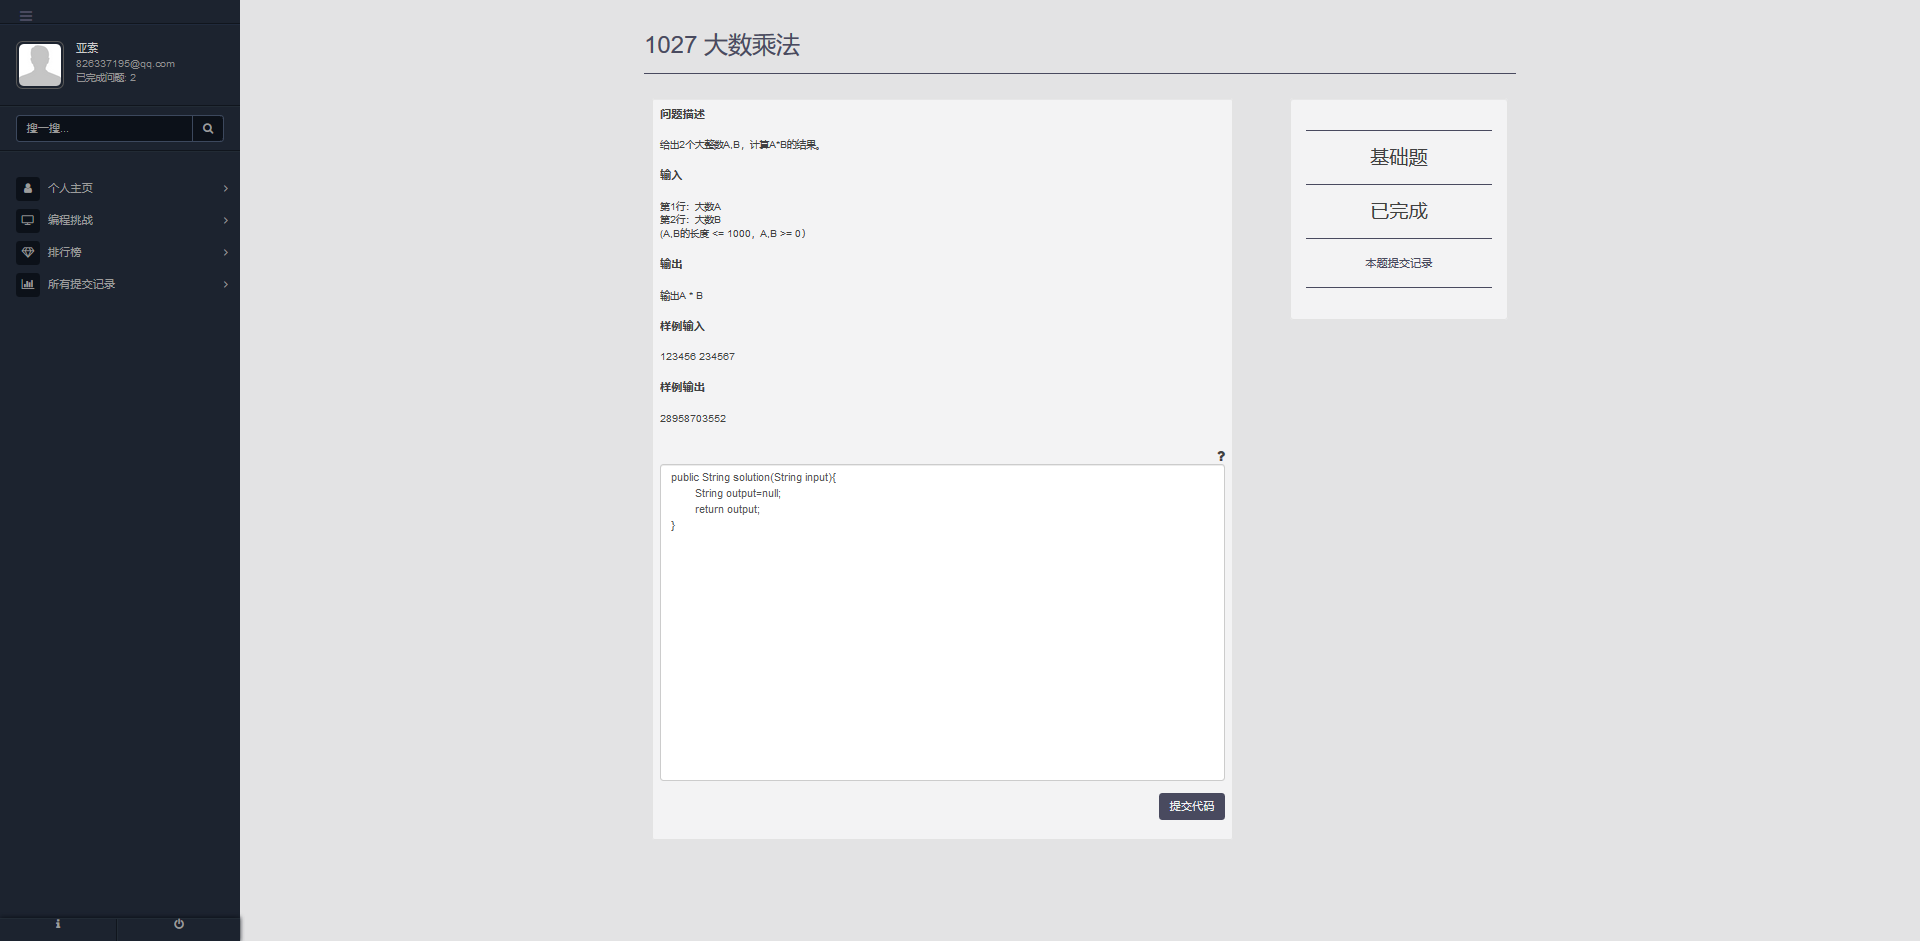 亚索
826337195@qq.com
已完成问题: 2
搜一搜...
个人主页
编程挑战
排行榜
所有提交记录
1027 大数乘法
问题描述
给出2个大整数A,B，计算A*B的结果。
输入
第1行：大数A
第2行：大数B
(A,B的长度 <= 1000，A,B >= 0）
输出
输出A * B
样例输入
123456 234567
样例输出
28958703552
?
public String solution(String input){
String output=null;
return output;
}
提交代码
基础题
已完成
本题提交记录